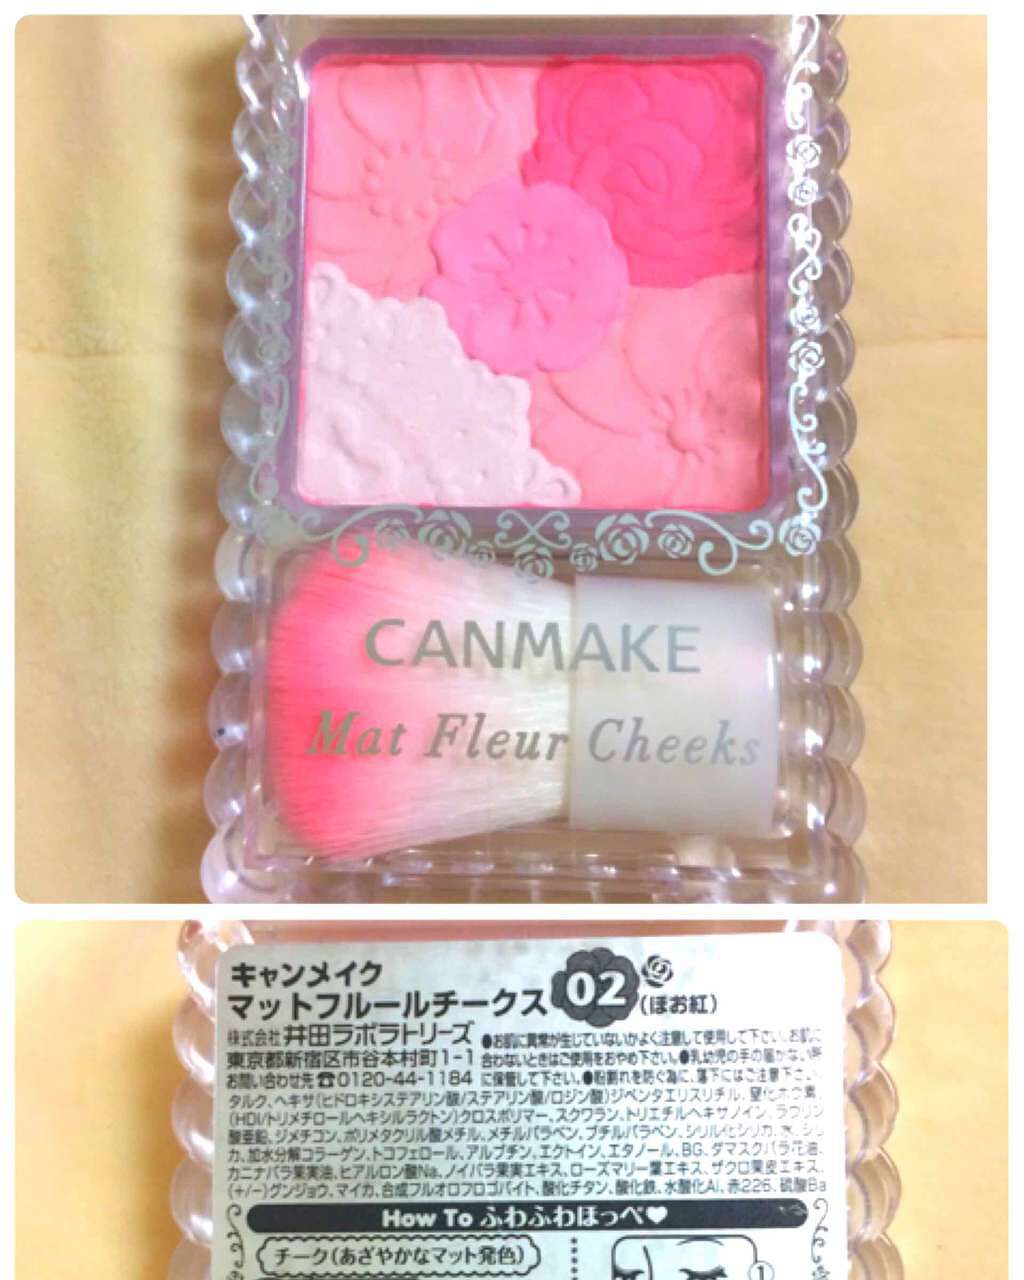 CANMAKE
Mat Fleur Cheeks
キャンメイク
マットフルールチークス 02 (ほお紅)
株式会社 井田ラボラトリーズ
東京都新宿区市谷本村町1-1
お問い合わせ先☎0120-44-1184
●お肌に異常が生じていないかよく注意して使用して下さい。お肌に
合わないときはご使用をおやめ下さい。●乳幼児の手の届かない所
に保管して下さい。●粉割れを防ぐ為に、落下にはご注意下さい。
タルク、ヘキサ(ヒドロキシステアリン酸/ステアリン酸/ロジン酸)ジペンタエリスリチル、窒化ホウ素、
(HDI/トリメチロールヘキシルラクトン)クロスポリマー、スクワラン、トリエチルヘキサノイン、ラウリン
酸亜鉛、ジメチコン、ポリメタクリル酸メチル、メチルパラベン、ブチルパラベン、シリル化シリカ、水、シリ
カ、加水分解コラーゲン、トコフェロール、アルブチン、エクトイン、エタノール、BG、ダマスクバラ花油、
カニナバラ果実油、ヒアルロン酸Na、ノイバラ果実エキス、ローズマリー葉エキス、ザクロ果皮エキス、
(+/-)グンジョウ、マイカ、合成フルオロフロゴパイト、酸化チタン、酸化鉄、水酸化Al、赤226、硫酸Ba
How To ふわふわほっぺ♥
チーク(あざやかなマット発色)
①